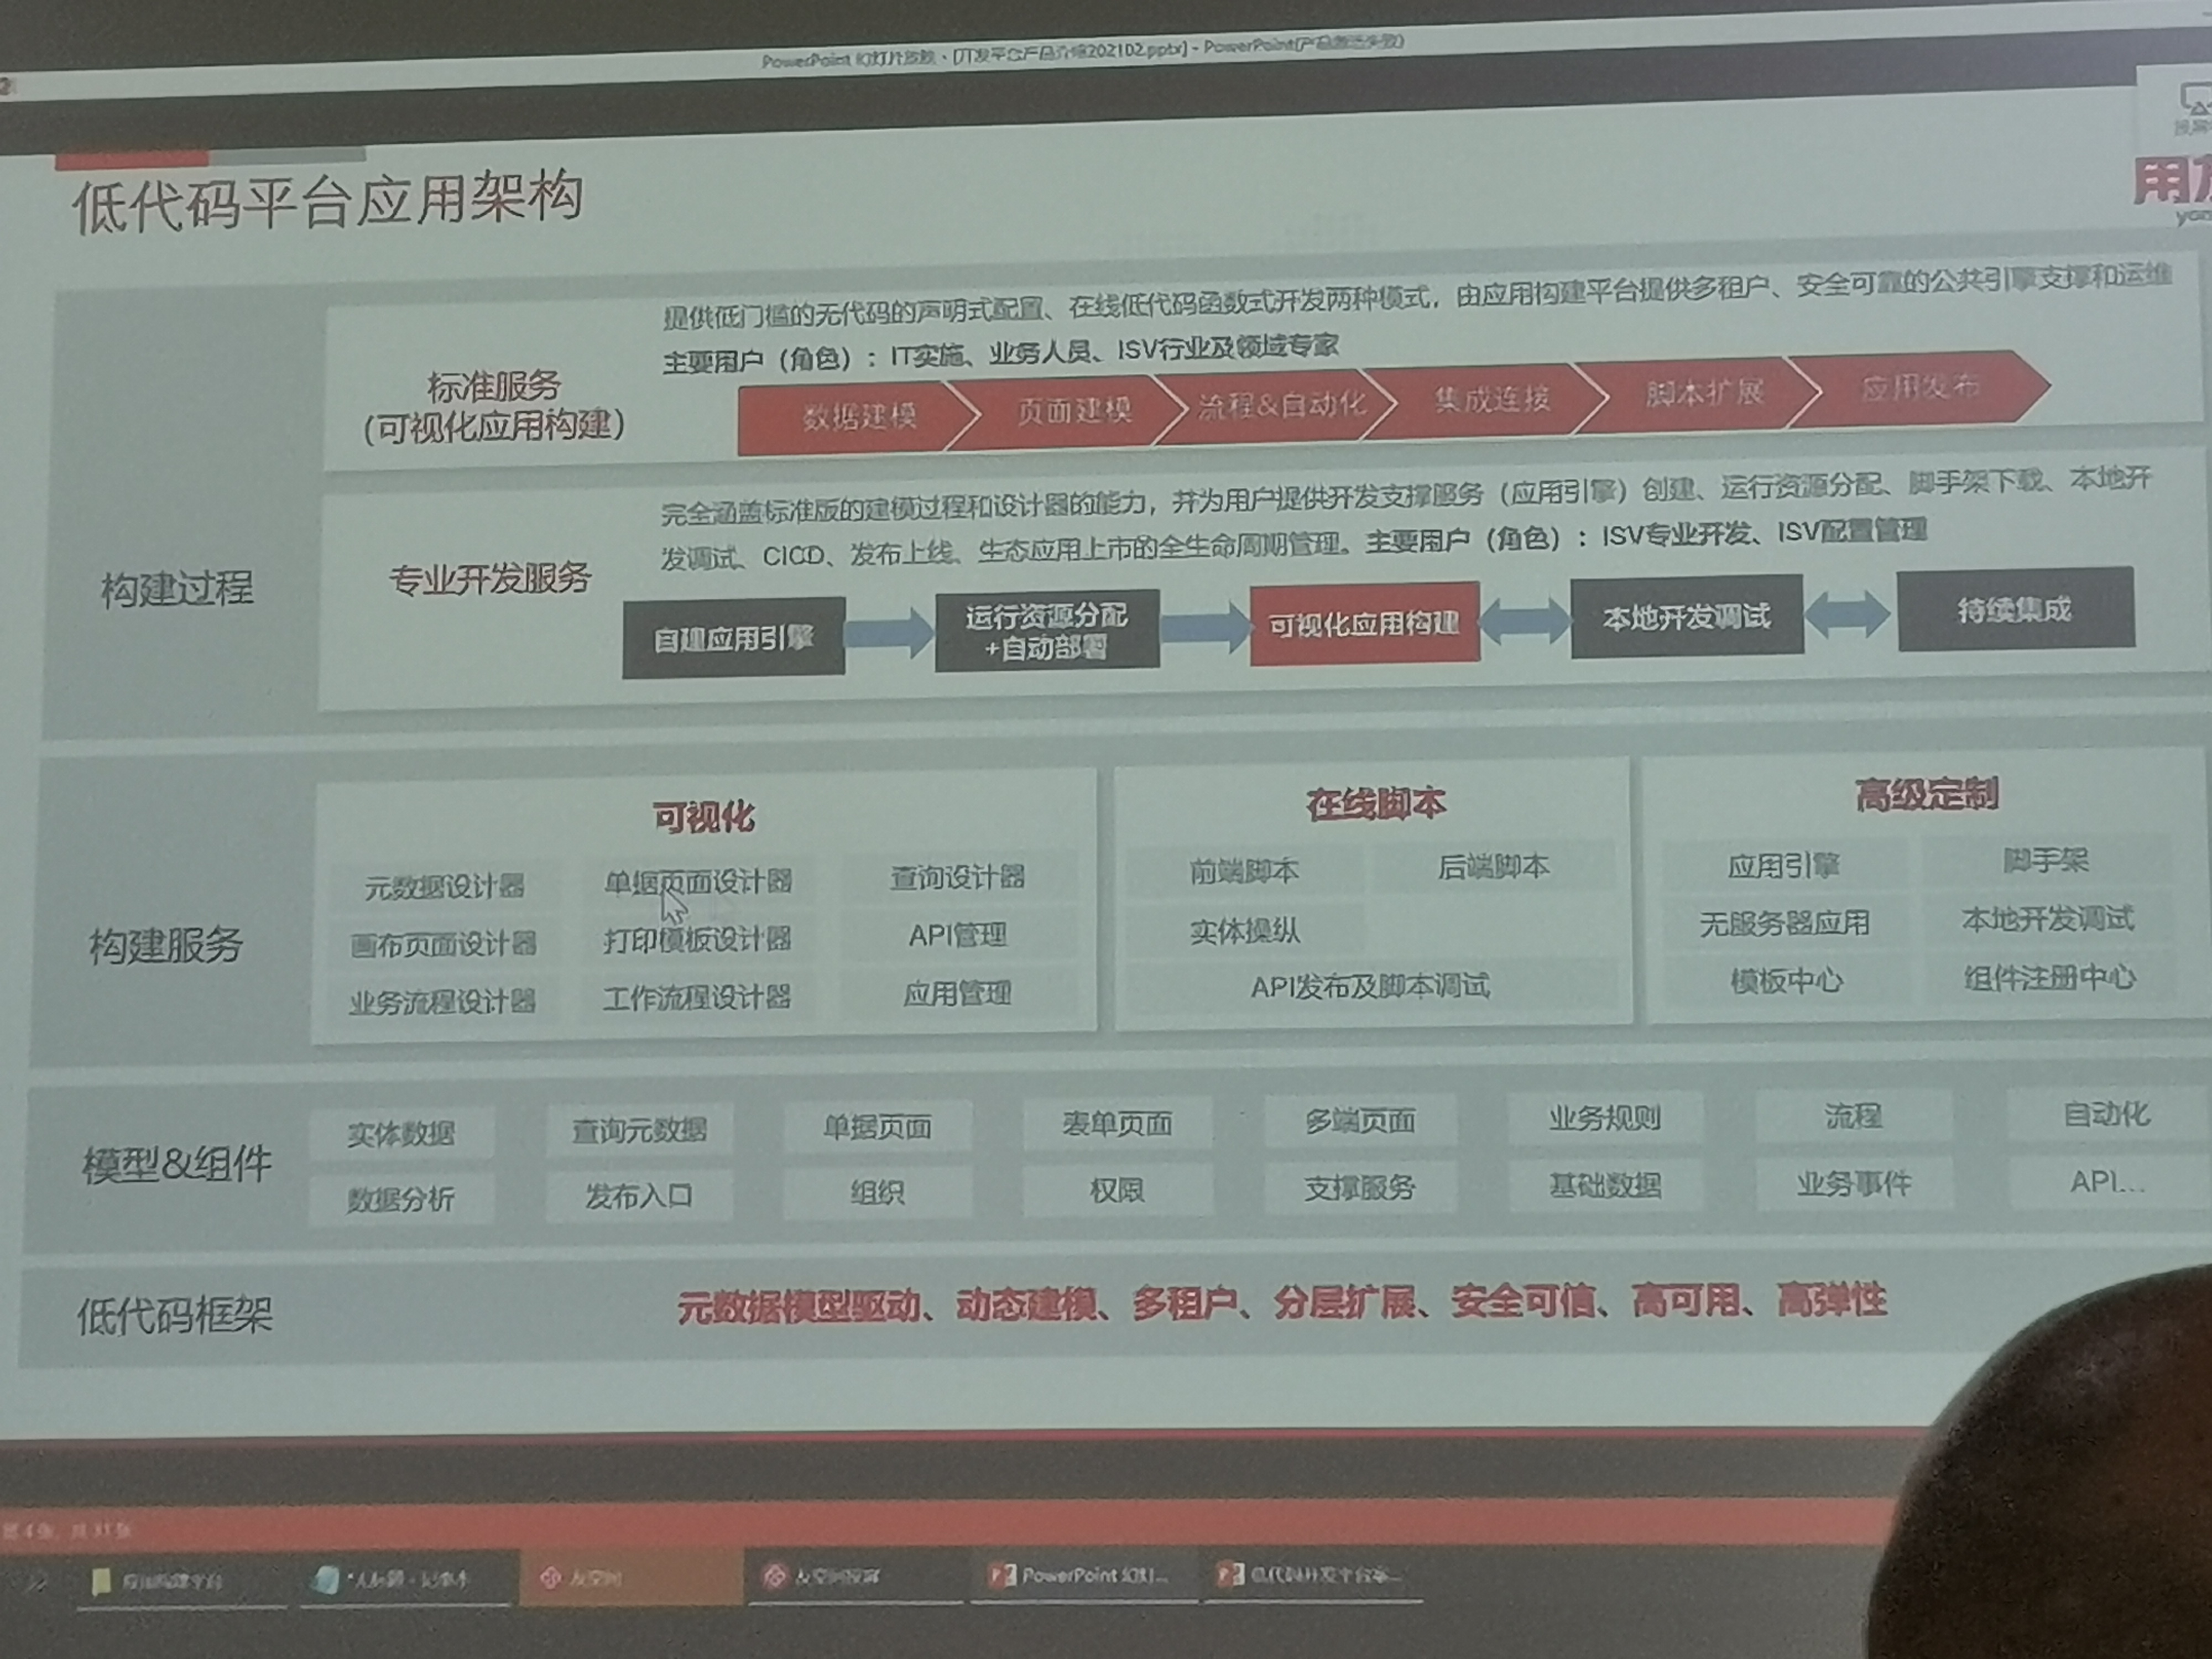 PowerPoint 幻灯片放映 - [开发平台产品介绍202102.pptx] - PowerPoint(产品激活失败)
低代码平台应用架构
用友
构建过程
标准服务
(可视化应用构建)
提供低门槛的无代码的声明式配置、在线低代码函数式开发两种模式，由应用构建平台提供多租户、安全可靠的公共引擎支撑和运维
主要用户（角色）：IT实施、业务人员、ISV行业及领域专家
数据建模 页面建模 流程&自动化 集成连接 脚本扩展 应用发布
专业开发服务
完全涵盖标准版的建模过程和设计器的能力，并为用户提供开发支撑服务（应用引擎）创建、运行资源分配、脚手架下载、本地开
发调试、CICD、发布上线、生态应用上市的全生命周期管理。主要用户（角色）：ISV专业开发、ISV配置管理
自建应用引擎 运行资源分配 可视化应用构建 本地开发调试 持续集成
+自动部署
构建服务
可视化 在线脚本 高级定制
元数据设计器 单据页面设计器 查询设计器 前端脚本 后端脚本 应用引擎 脚手架
画布页面设计器 打印模板设计器 API管理 实体操纵 无服务器应用 本地开发调试
业务流程设计器 工作流程设计器 应用管理 API发布及脚本调试 模板中心 组件注册中心
模型&组件
实体数据 查询元数据 单据页面 表单页面 多端页面 业务规则 流程 自动化
数据分析 发布入口 组织 权限 支撑服务 基础数据 业务事件 API...
低代码框架
元数据模型驱动、动态建模、多租户、分层扩展、安全可信、高可用、高弹性
第4张，共31张
应用构建平台 *无标题 - 记事本 友空间 友空间投屏 PowerPoint 幻灯... 低代码开发平台...